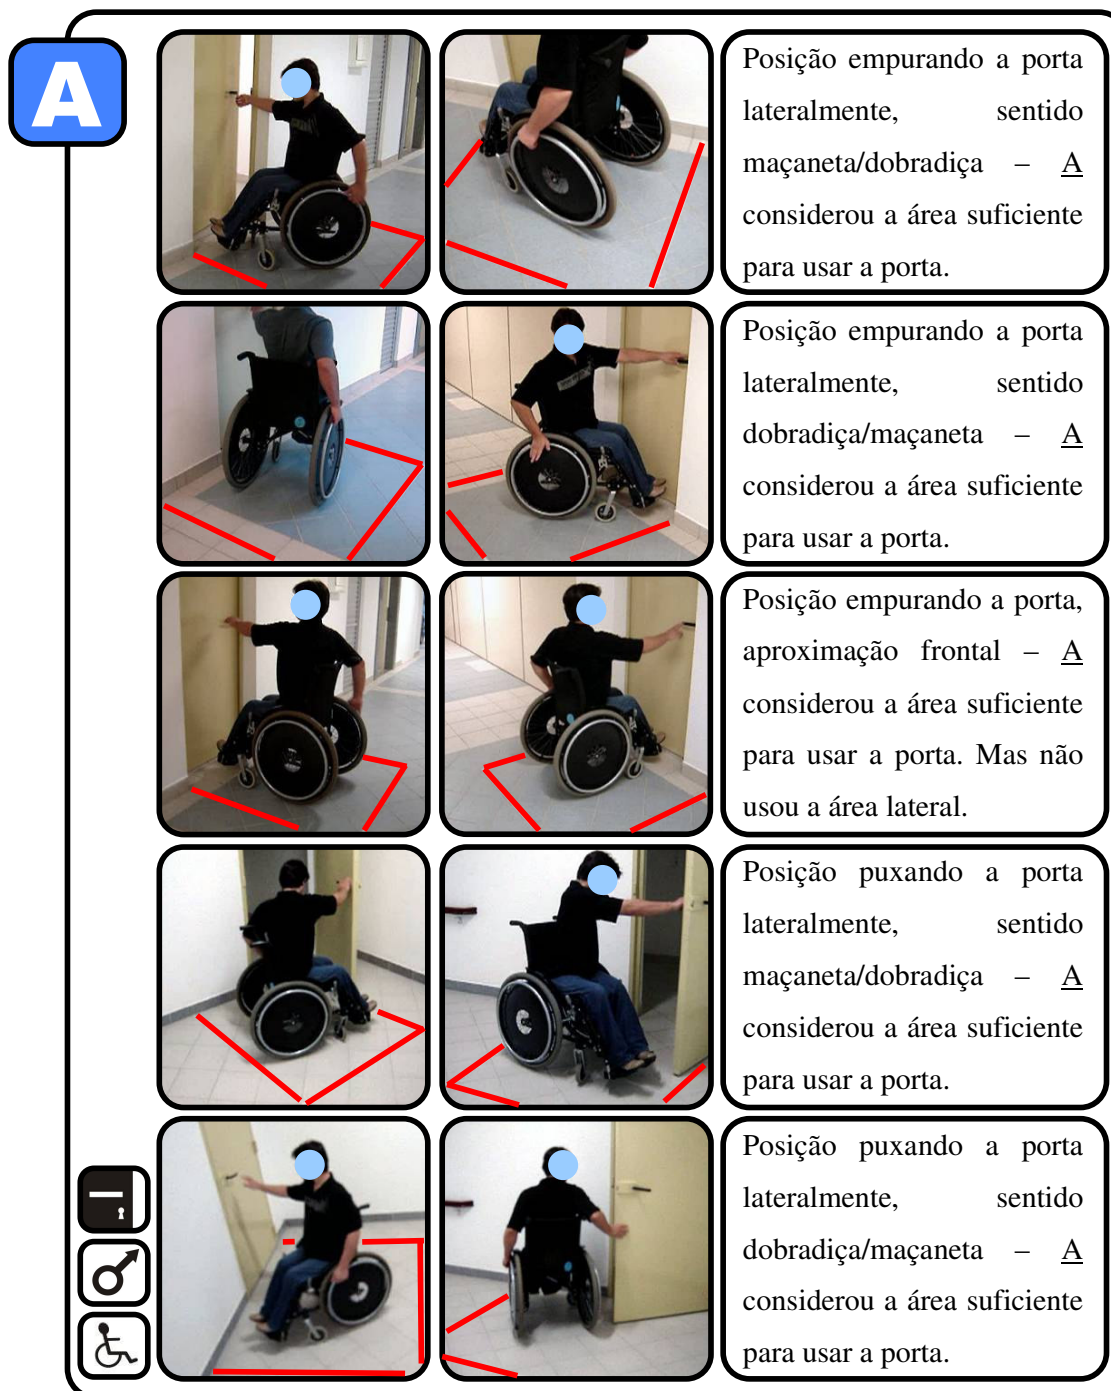 A
Posição empurando a porta
lateralmente, sentido
maçaneta/dobradiça – A
considerou a área suficiente
para usar a porta.
Posição empurando a porta
lateralmente, sentido
dobradiça/maçaneta – A
considerou a área suficiente
para usar a porta.
Posição empurando a porta,
aproximação frontal – A
considerou a área suficiente
para usar a porta. Mas não
usou a área lateral.
Posição puxando a porta
lateralmente, sentido
maçaneta/dobradiça – A
considerou a área suficiente
para usar a porta.
Posição puxando a porta
lateralmente, sentido
dobradiça/maçaneta – A
considerou a área suficiente
para usar a porta.